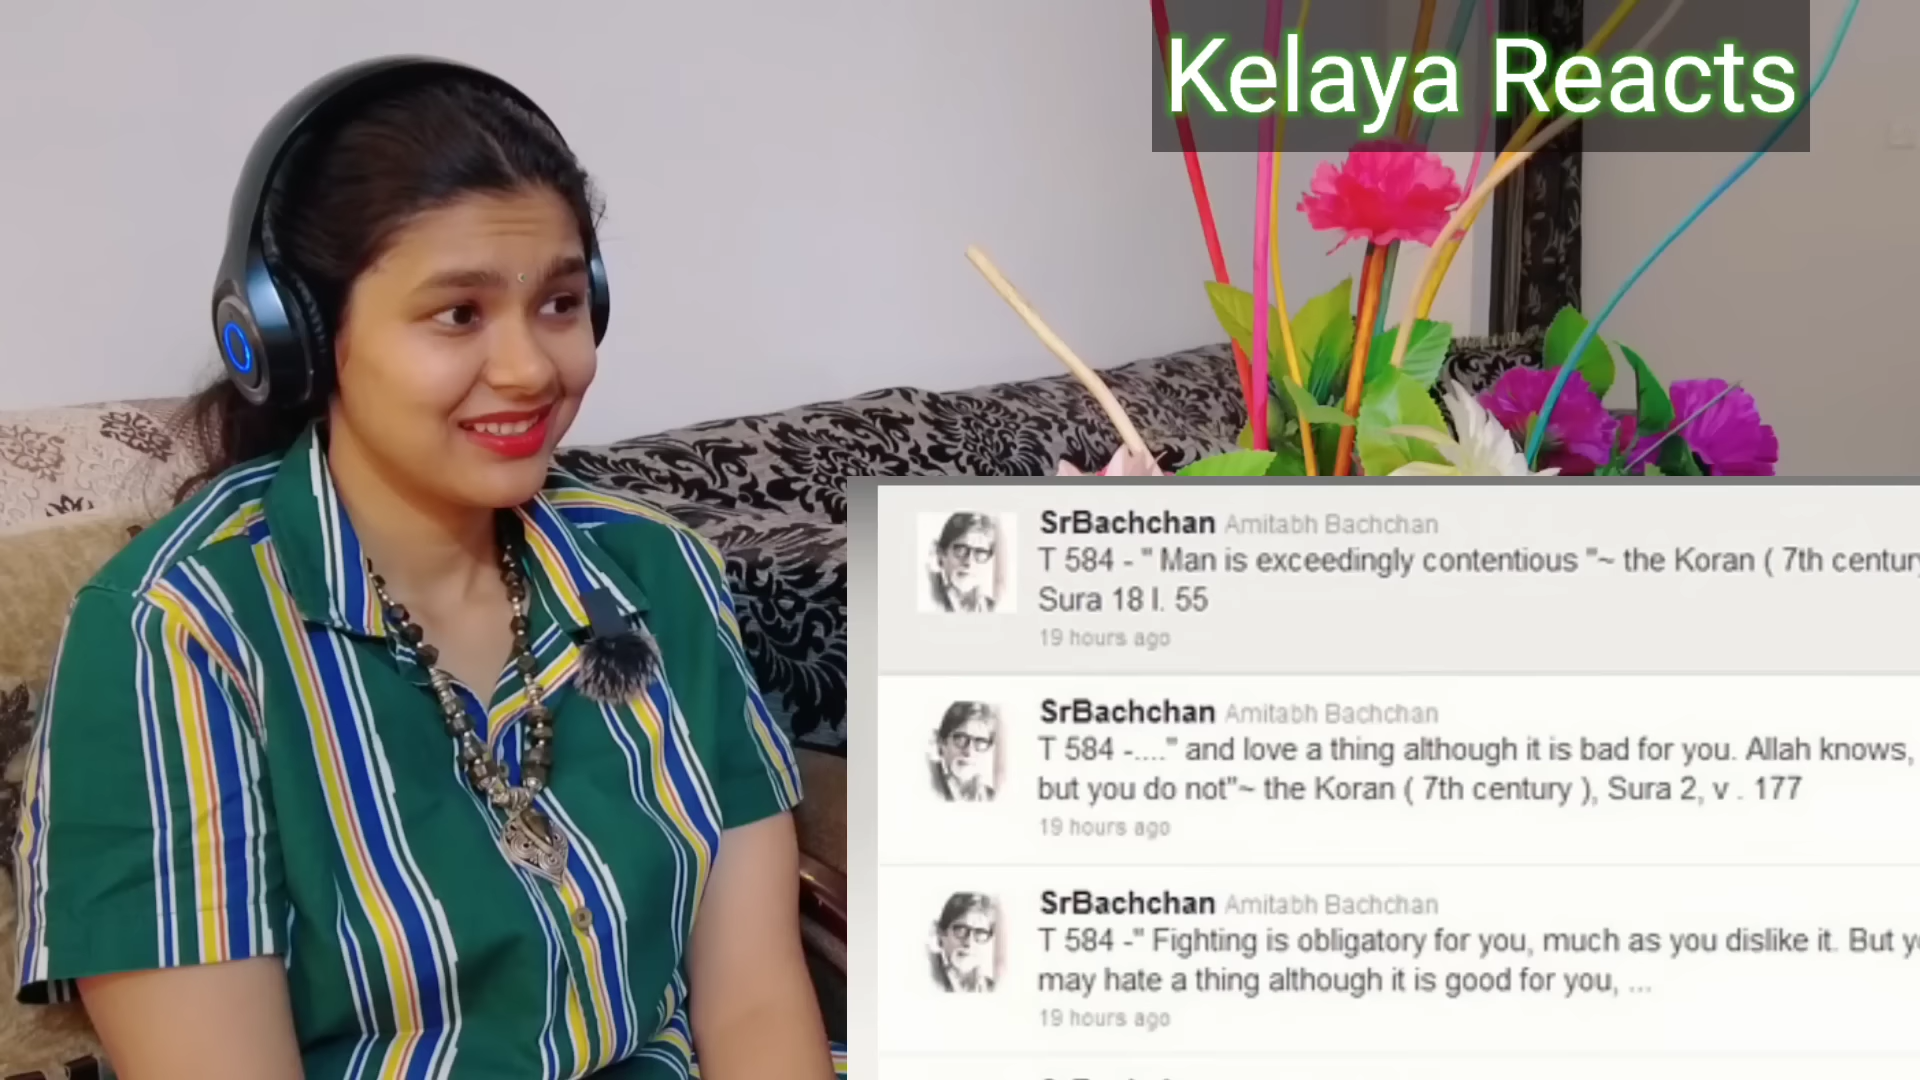 Kelaya Reacts
SrBachchan Amitabh Bachchan
T 584 - " Man is exceedingly contentious "~ the Koran ( 7th century
Sura 18 l. 55
19 hours ago
SrBachchan Amitabh Bachchan
T 584 -...." and love a thing although it is bad for you. Allah knows,
but you do not"~ the Koran ( 7th century ), Sura 2, v . 177
19 hours ago
SrBachchan Amitabh Bachchan
T 584 -" Fighting is obligatory for you, much as you dislike it. But
may hate a thing although it is good for you, ...
19 hours ago